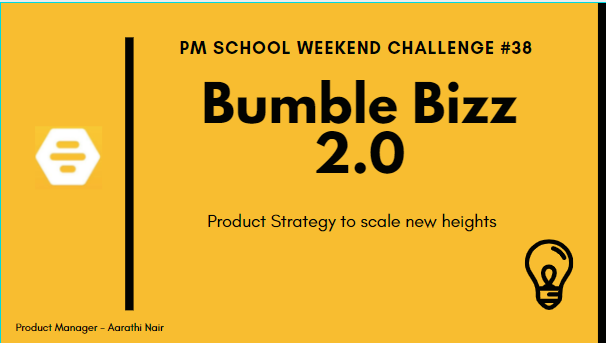 PM SCHOOL WEEKEND CHALLENGE #38
Bumble Bizz
2.0
Product Strategy to scale new heights
Product Manager - Aarathi Nair